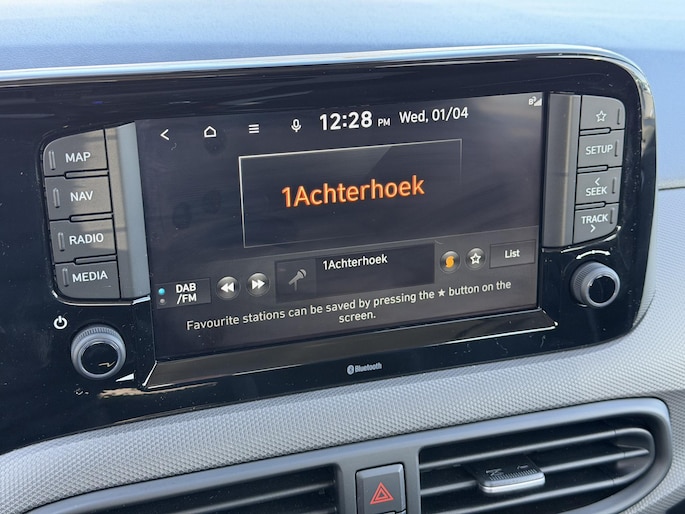 12:28 PM Wed, 01/04
MAP
NAV
RADIO
MEDIA
1Achterhoek
1Achterhoek
DAB
/FM
List
Favourite stations can be saved by pressing the ★ button on the
screen.
SETUP
< SEEK
TRACK >
Bluetooth